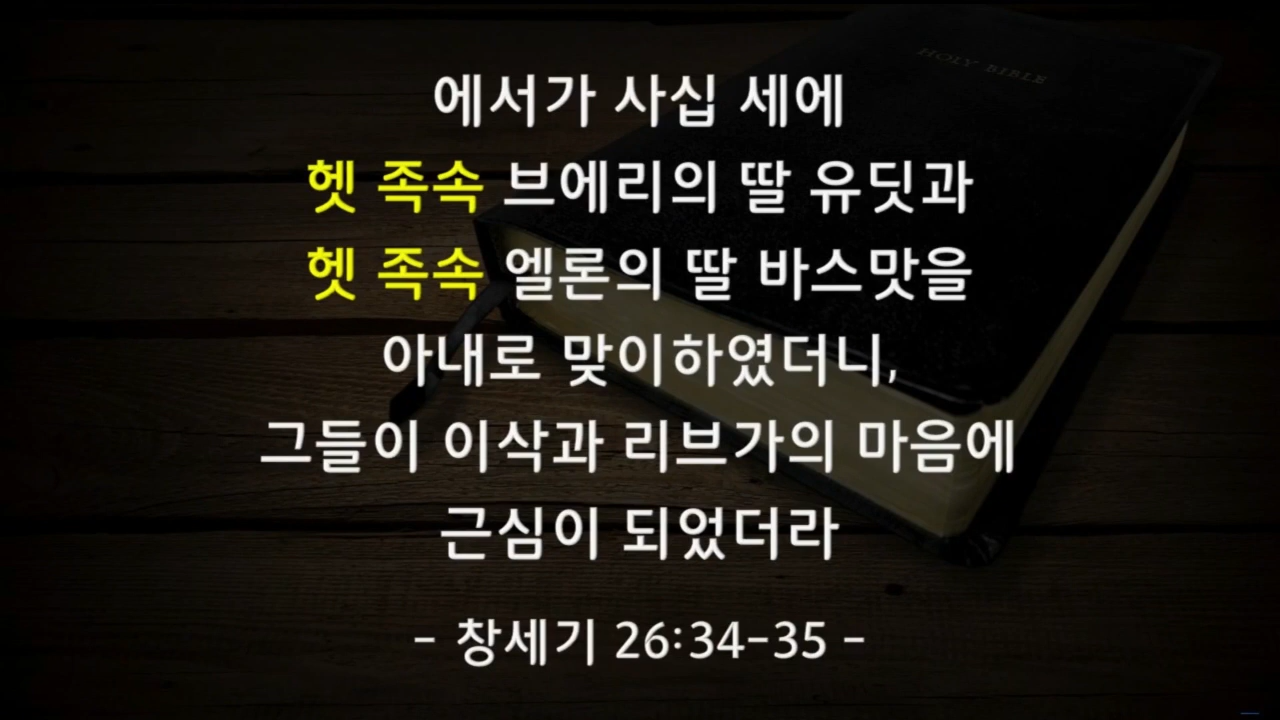 HOLY BIBLE
에서가 사십 세에
헷 족속 브에리의 딸 유딧과
헷 족속 엘론의 딸 바스맛을
아내로 맞이하였더니,
그들이 이삭과 리브가의 마음에
근심이 되었더라
- 창세기 26:34-35 -